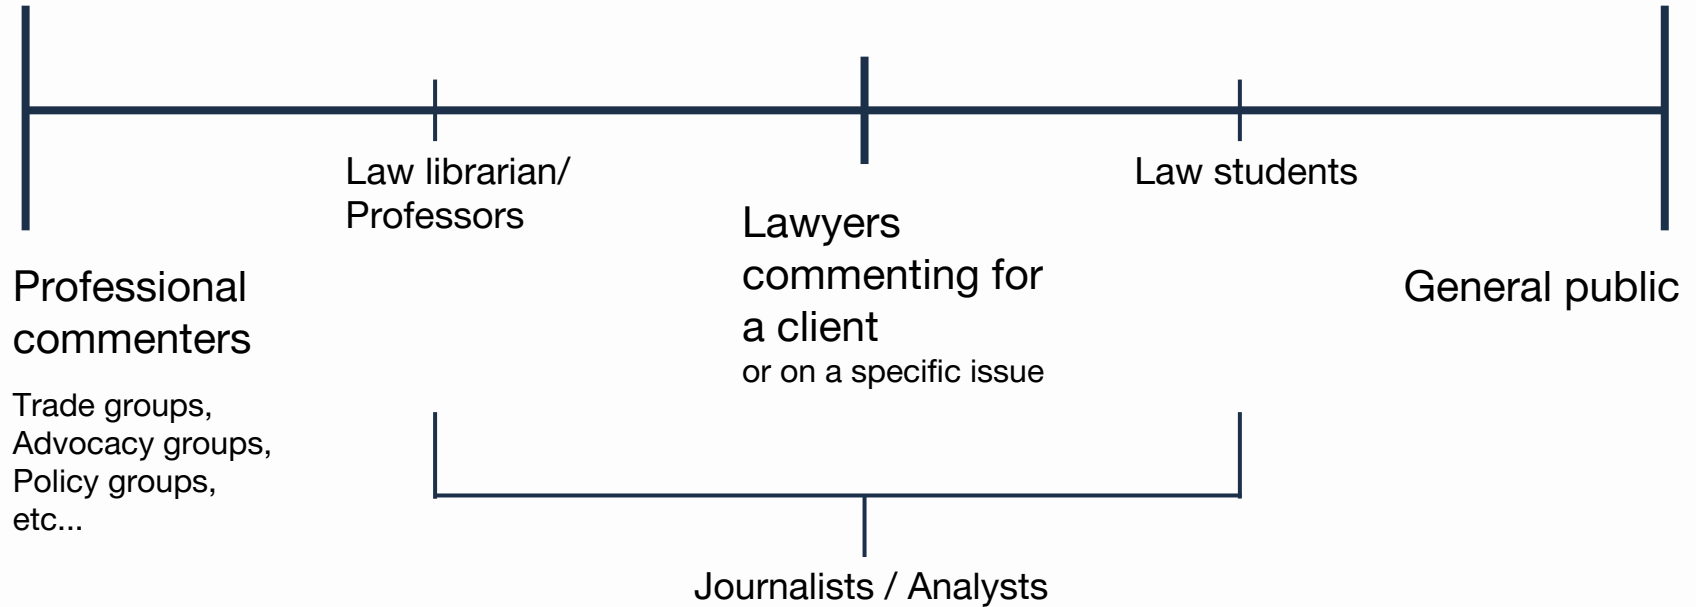 Law librarian/
Professors
Law students
Lawyers
commenting for
a client
or on a specific issue
Professional
commenters
General public
Trade groups,
Advocacy groups,
Policy groups,
etc...
Journalists / Analysts